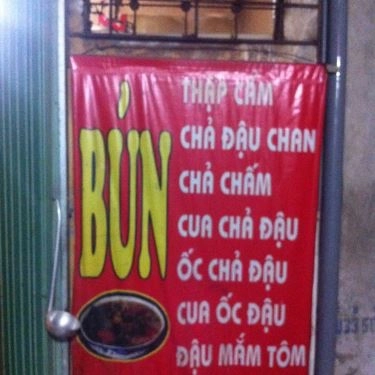 BÚN
THẬP CẨM
CHẢ ĐẬU CHAN
CHẢ CHẤM
CUA CHẢ ĐẬU
ỐC CHẢ ĐẬU
CUA ỐC ĐẬU
ĐẬU MẮM TÔM